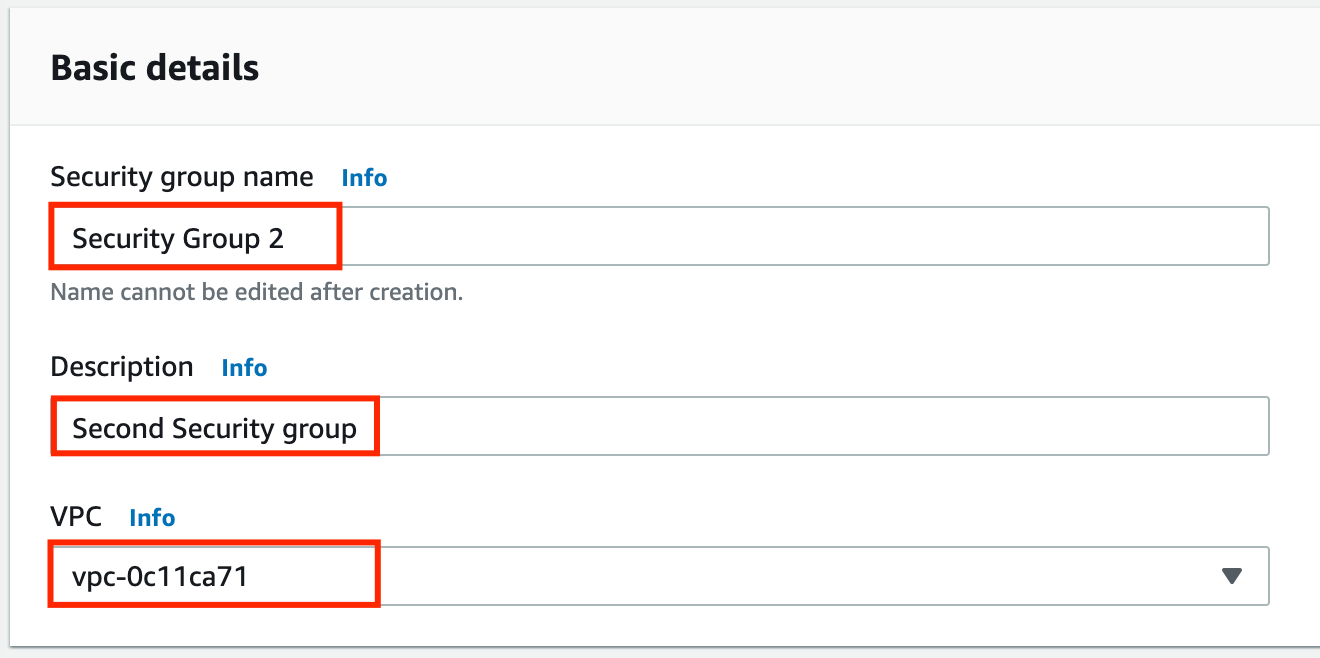 Basic details
Security group name Info
Security Group 2
Name cannot be edited after creation.
Description Info
Second Security group
VPC Info
vpc-0c11ca71